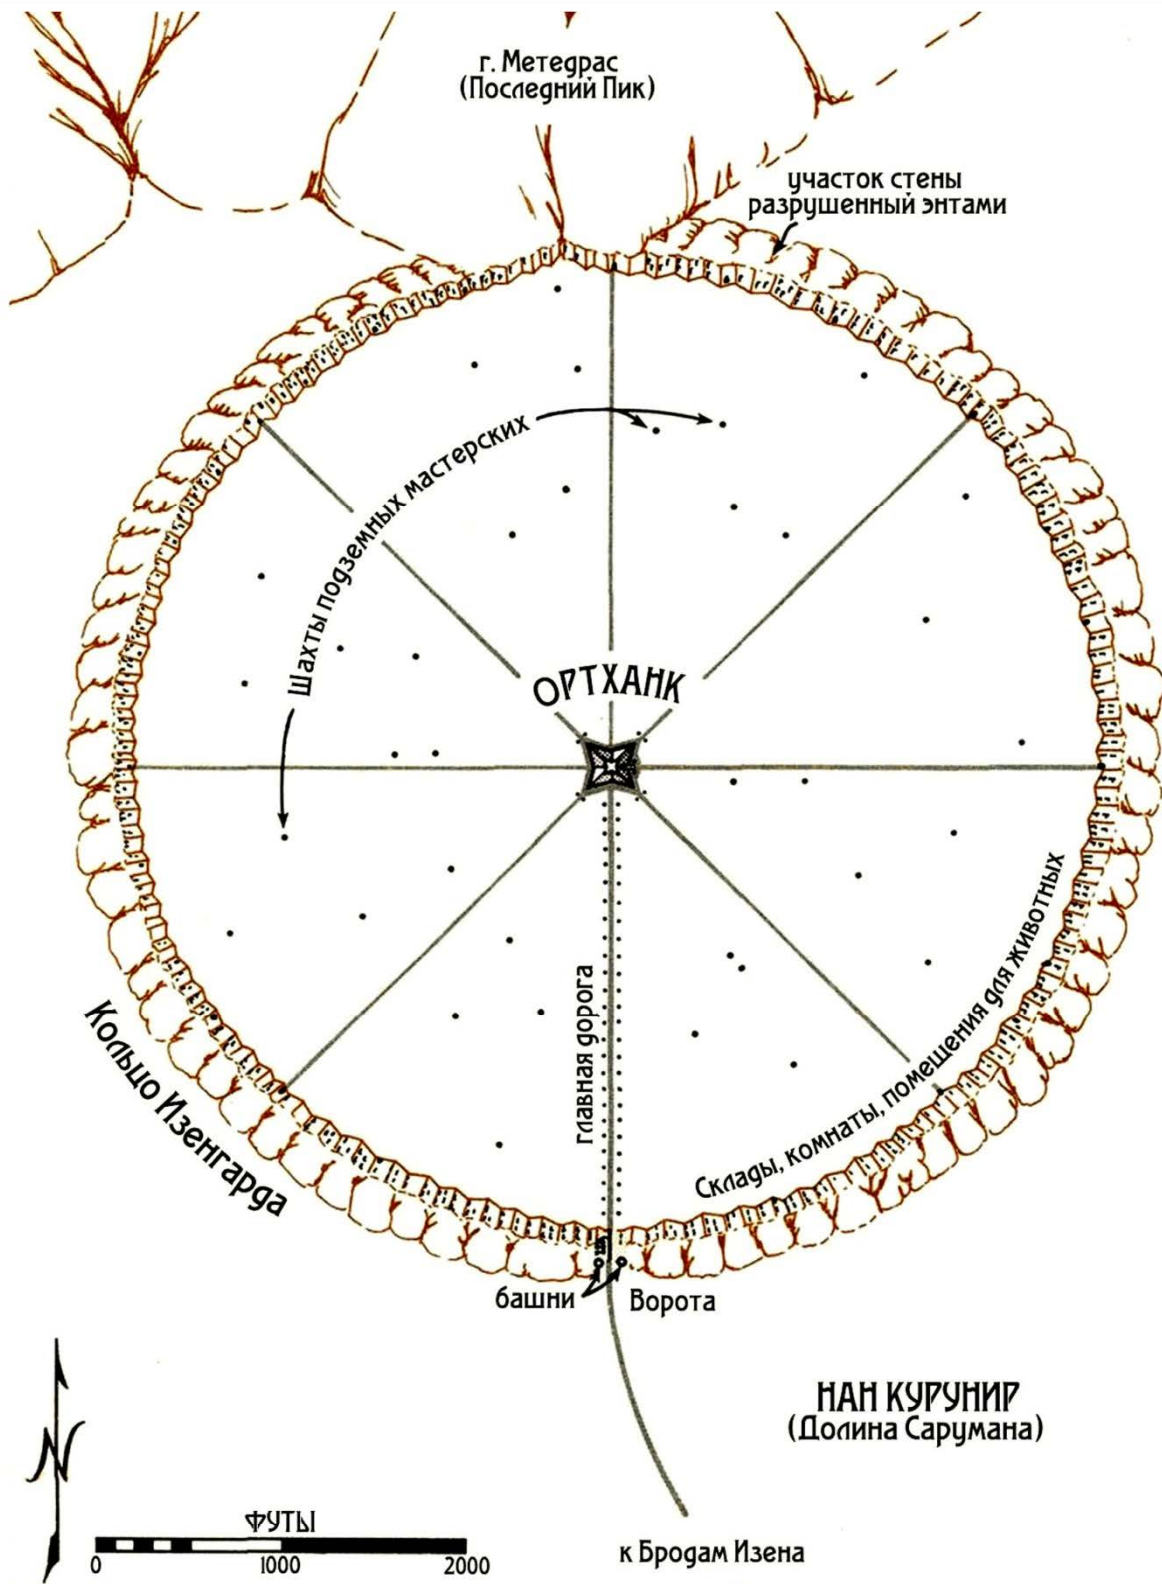 г. Метедрас
(Последний Пик)
участок стены
разрушенный энтами
Шахты подземных мастерских
ОРТХАНК
главная дорога
Склады, комнаты, помещения для животных
Кольцо Изенгарда
башни
Ворота
НАН КУРУНИР
(Долина Сарумана)
N
ФУТЫ
0 1000 2000
к Бродам Изена